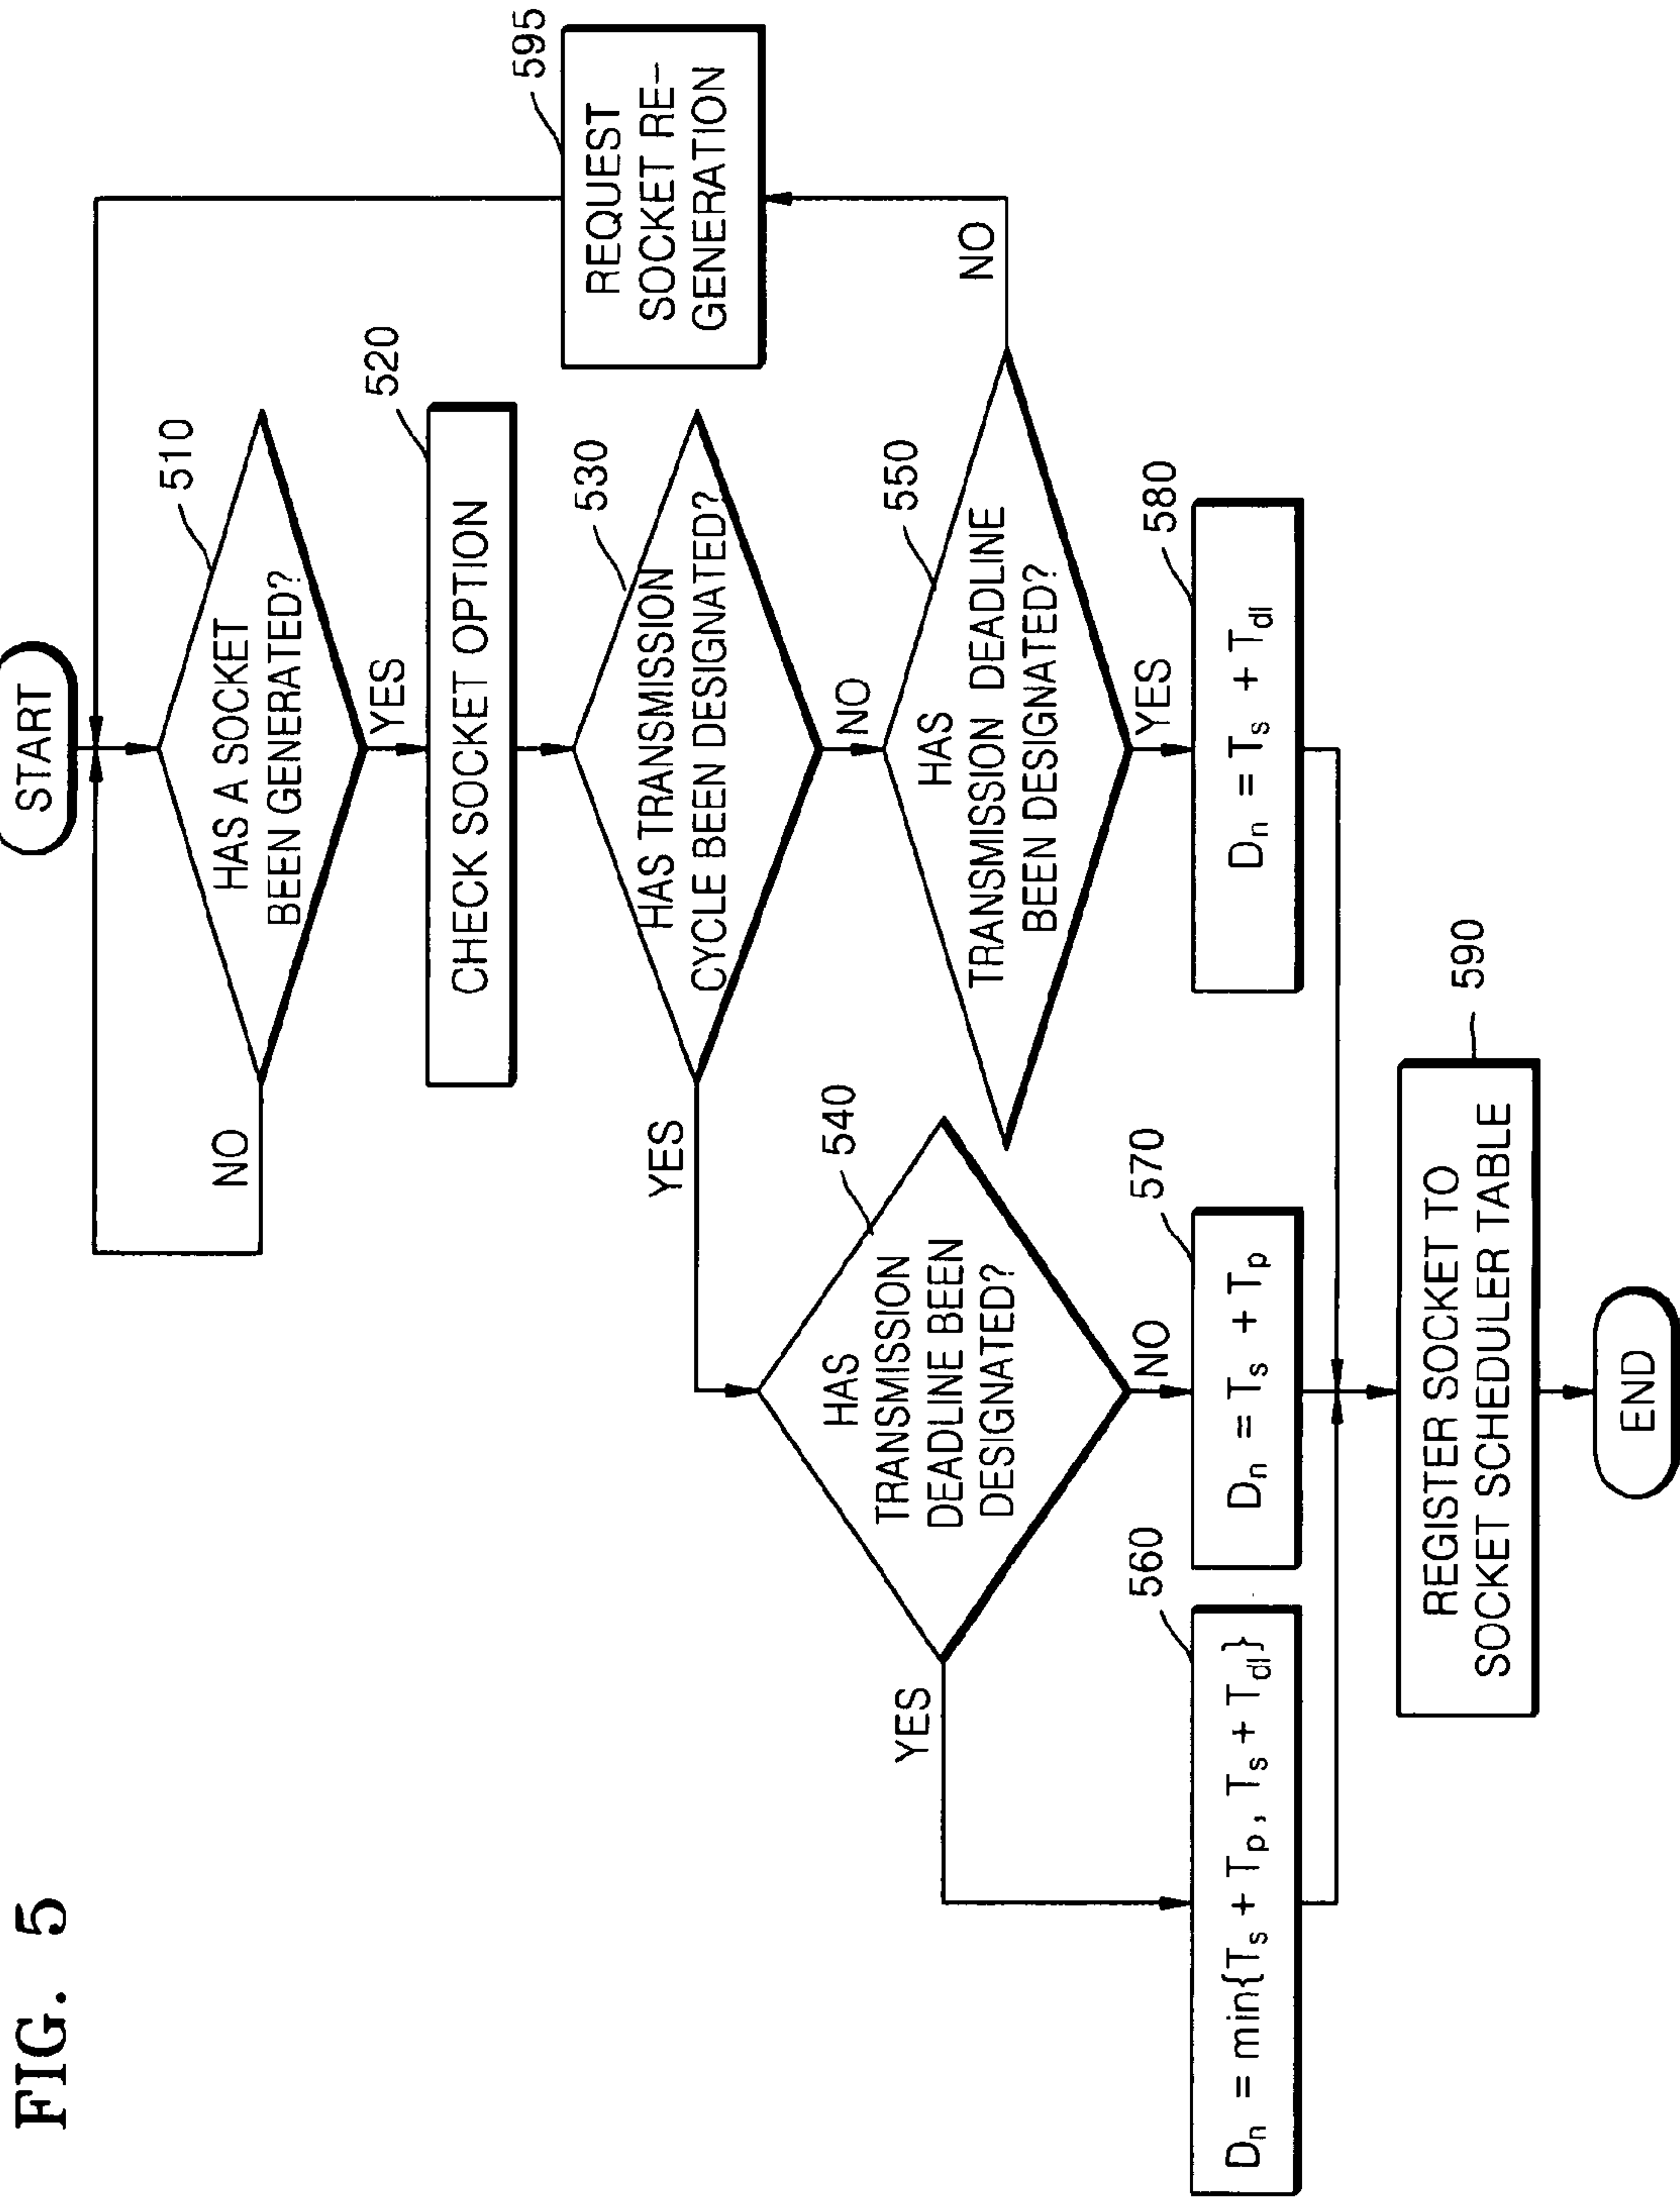 FIG. 5
START
510
HAS A SOCKET
BEEN GENERATED?
NO
YES
520
CHECK SOCKET OPTION
530
HAS TRANSMISSION
CYCLE BEEN DESIGNATED?
YES
NO
540
HAS
TRANSMISSION
DEADLINE BEEN
DESIGNATED?
YES
NO
550
HAS
TRANSMISSION DEADLINE
BEEN DESIGNATED?
NO
YES
595
REQUEST
SOCKET RE-
GENERATION
560
Dn = min{Ts + Tp, Ts + Tdl}
570
Dn = Ts + Tp
580
Dn = Ts + Tdl
590
REGISTER SOCKET TO
SOCKET SCHEDULER TABLE
END